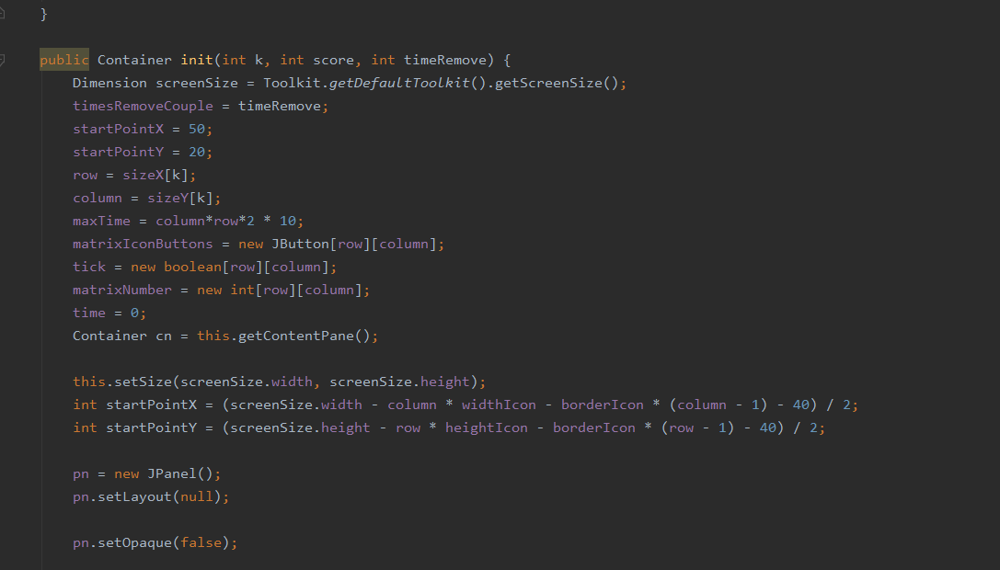 }
public Container init(int k, int score, int timeRemove) {
Dimension screenSize = Toolkit.getDefaultToolkit().getScreenSize();
timesRemoveCouple = timeRemove;
startPointX = 50;
startPointY = 20;
row = sizeX[k];
column = sizeY[k];
maxTime = column*row*2 * 10;
matrixIconButtons = new JButton[row][column];
tick = new boolean[row][column];
matrixNumber = new int[row][column];
time = 0;
Container cn = this.getContentPane();
this.setSize(screenSize.width, screenSize.height);
int startPointX = (screenSize.width - column * widthIcon - borderIcon * (column - 1) - 40) / 2;
int startPointY = (screenSize.height - row * heightIcon - borderIcon * (row - 1) - 40) / 2;
pn = new JPanel();
pn.setLayout(null);
pn.setOpaque(false);